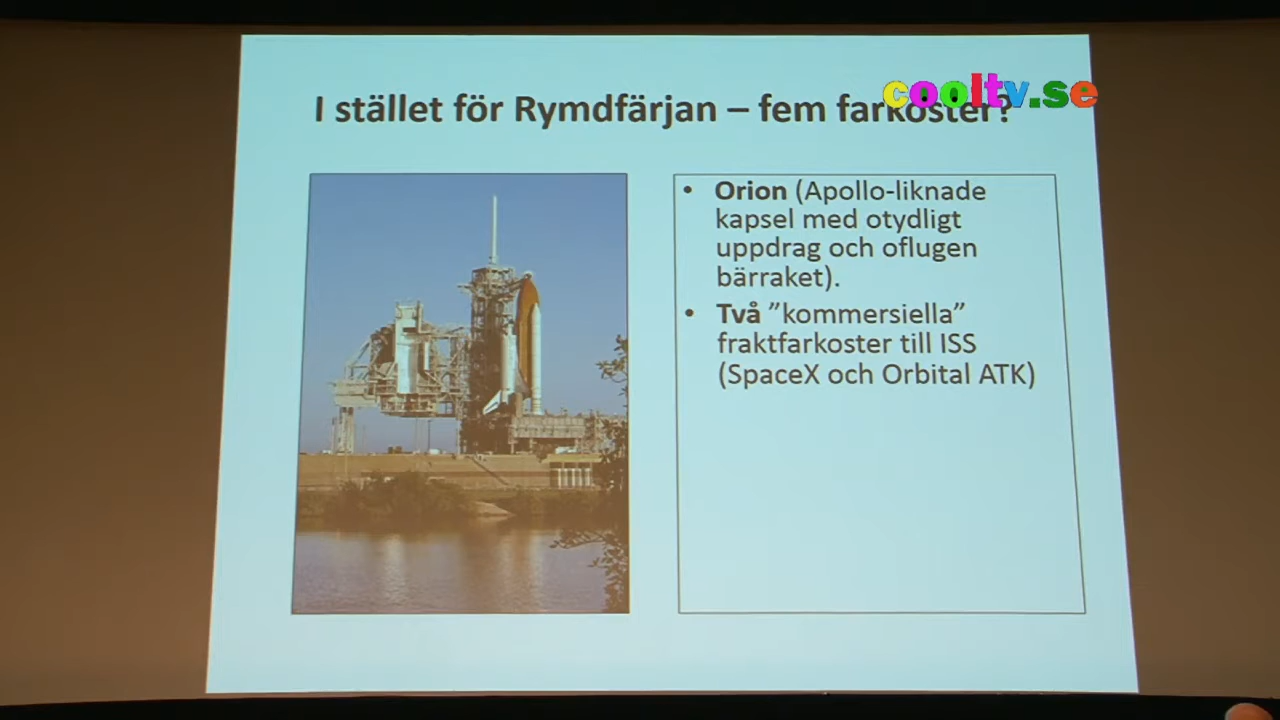 cooltv.se
I stället för Rymdfärjan – fem farkoster?
• Orion (Apollo-liknade
kapsel med otydligt
uppdrag och oflugen
bärraket).
• Två ”kommersiella”
fraktfarkoster till ISS
(SpaceX och Orbital ATK)